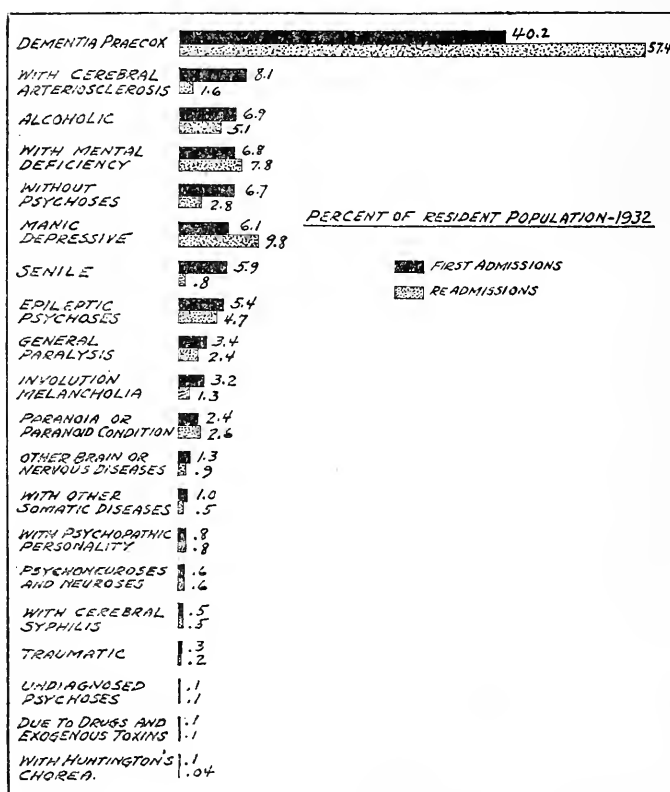 DEMENTIA PRAECOX 40.2
57.4
WITH CEREBRAL 8.1
ARTERIOSCLEROSIS 1.6
ALCOHOLIC 6.9
5.1
WITH MENTAL 6.8
DEFICIENCY 7.8
WITHOUT 6.7
PSYCHOSES 2.8
PERCENT OF RESIDENT POPULATION-1932
MANIC 6.1
DEPRESSIVE 9.8
SENILE 5.9
.8
FIRST ADMISSIONS
READMISSIONS
EPILEPTIC 5.4
PSYCHOSES 4.7
GENERAL 3.4
PARALYSIS 2.4
INVOLUTION 3.2
MELANCHOLIA 1.3
PARANOIA OR 2.4
PARANOID CONDITION 2.6
OTHER BRAIN OR 1.3
NERVOUS DISEASES .9
WITH OTHER 1.0
SOMATIC DISEASES .5
WITH PSYCHOPATHIC .8
PERSONALITY .8
PSYCHONEUROSES .6
AND NEUROSES .6
WITH CEREBRAL .5
SYPHILIS .5
TRAUMATIC .3
.2
UNDIAGNOSED .1
PSYCHOSES .1
DUE TO DRUGS AND .1
EXOGENOUS TOXINS .1
WITH HUNTINGTON'S .1
CHOREA. .04